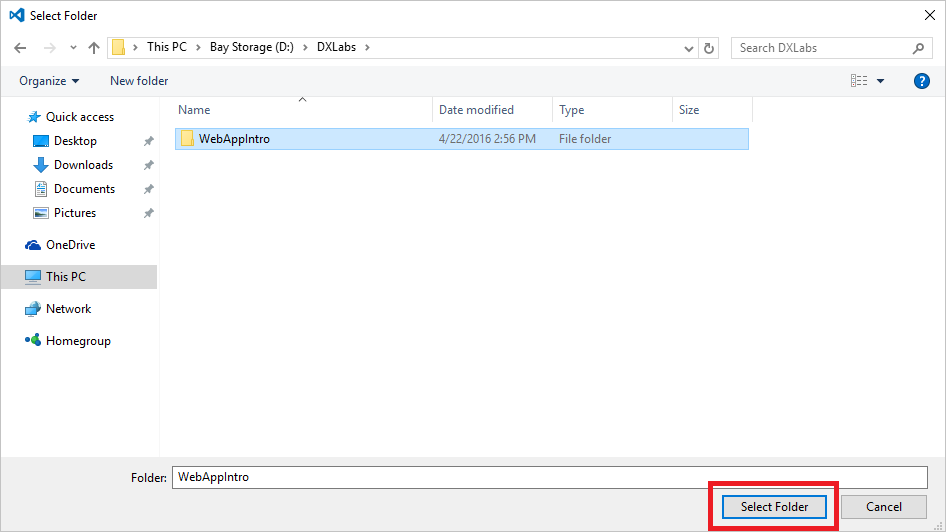 Select Folder
This PC > Bay Storage (D:) > DXLabs >
Search DXLabs
Organize
New folder
?
Name
Date modified
Type
Size
WebAppIntro
4/22/2016 2:56 PM
File folder
Quick access
Desktop
Downloads
Documents
Pictures
OneDrive
This PC
Network
Homegroup
Folder:
WebAppIntro
Select Folder
Cancel